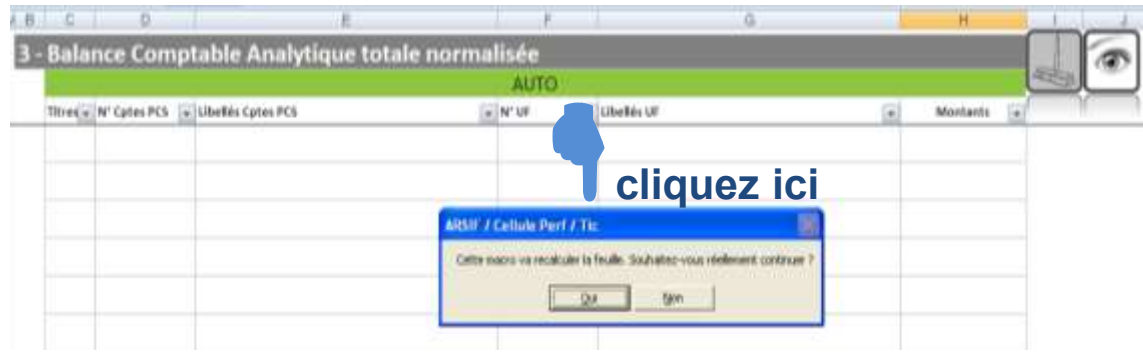 B C D E F G H I J
3 - Balance Comptable Analytique totale normalisée
AUTO
Titres N° Cptes PCS Libellés Cptes PCS N° UF Libellés UF Montants
cliquez ici
ARSIF / Cellule Perf / Tic
Cette macro va recalculer la feuille. Souhaitez-vous réellement continuer ?
Oui Non